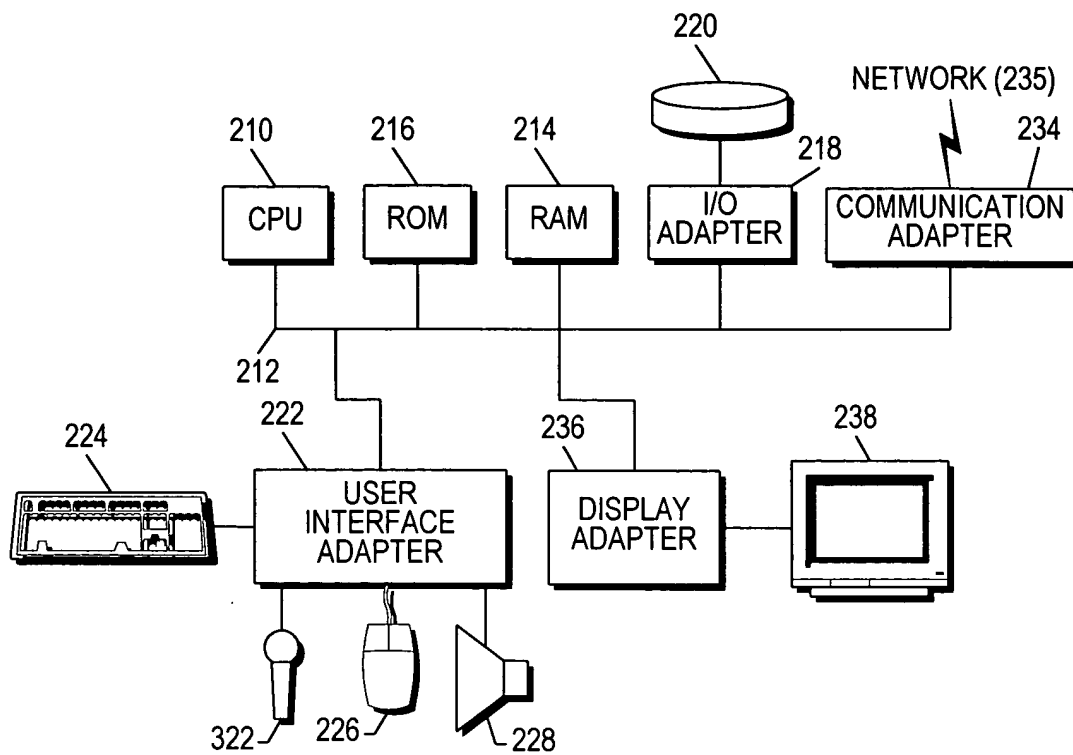 220
NETWORK (235)
210
216
214
218
234
CPU
ROM
RAM
I/O
ADAPTER
COMMUNICATION
ADAPTER
212
222
224
236
238
USER
INTERFACE
ADAPTER
DISPLAY
ADAPTER
322
226
228